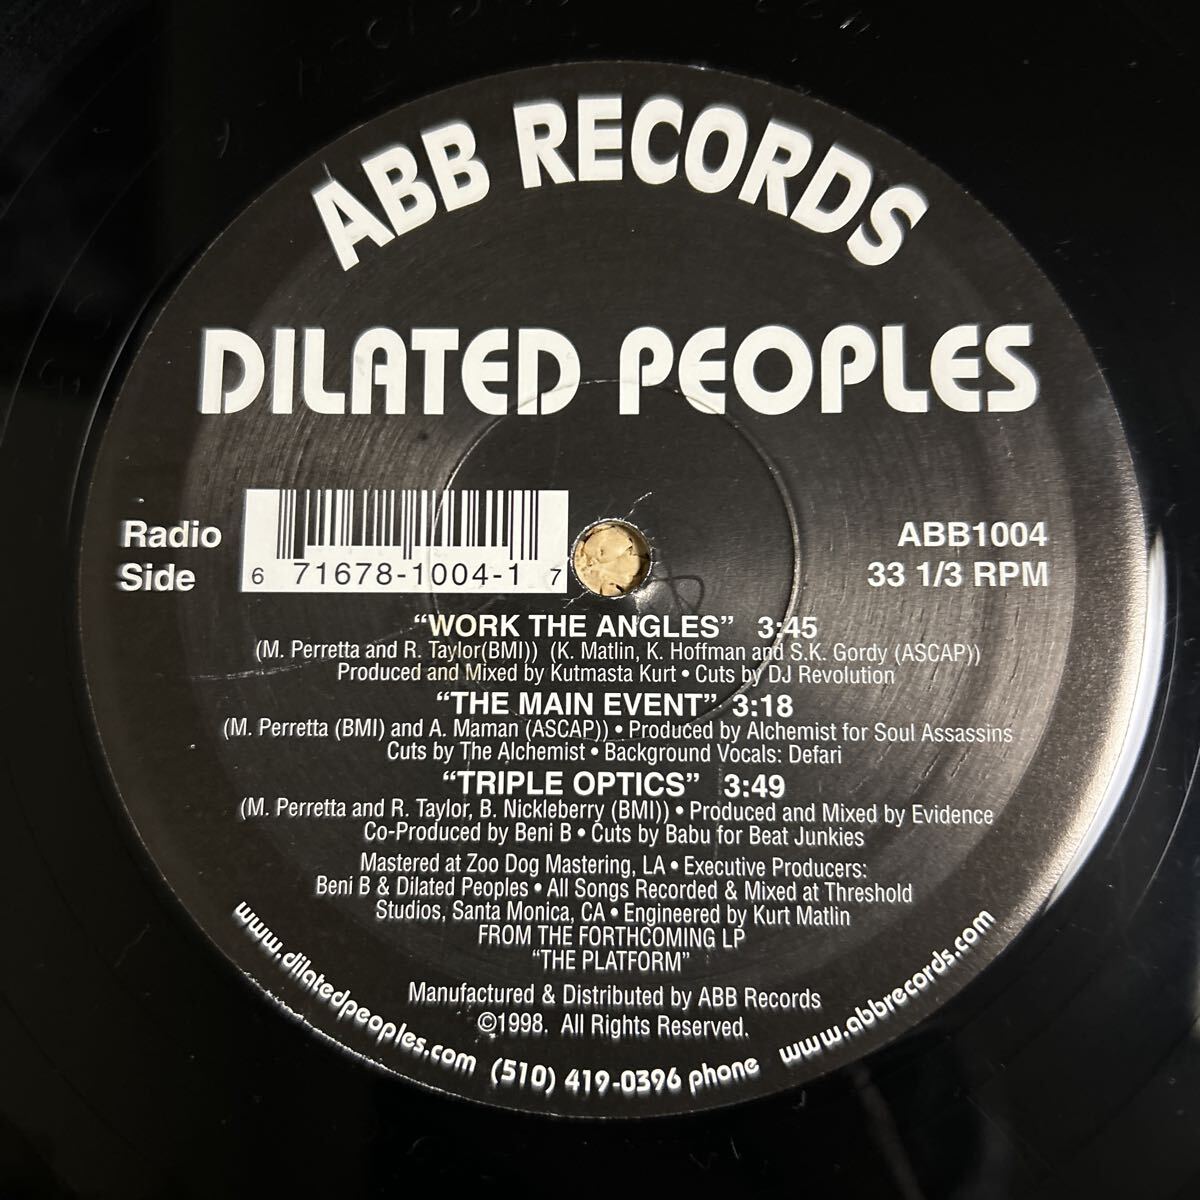 ABB RECORDS
DILATED PEOPLES
Radio
Side
6 71678-1004-1 7
ABB1004
33 1/3 RPM
“WORK THE ANGLES” 3:45
(M. Perretta and R. Taylor(BMI)) (K. Matlin, K. Hoffman and S.K. Gordy (ASCAP))
Produced and Mixed by Kutmasta Kurt • Cuts by DJ Revolution
“THE MAIN EVENT” 3:18
(M. Perretta (BMI) and A. Maman (ASCAP)) • Produced by Alchemist for Soul Assassins
Cuts by The Alchemist • Background Vocals: Defari
“TRIPLE OPTICS” 3:49
(M. Perretta and R. Taylor, B. Nickleberry (BMI)) • Produced and Mixed by Evidence
Co-Produced by Beni B • Cuts by Babu for Beat Junkies
Mastered at Zoo Dog Mastering, LA • Executive Producers:
Beni B & Dilated Peoples • All Songs Recorded & Mixed at Threshold
Studios, Santa Monica, CA • Engineered by Kurt Matlin
FROM THE FORTHCOMING LP
“THE PLATFORM”
Manufactured & Distributed by ABB Records
©1998. All Rights Reserved.
www.dilatedpeoples.com (510) 419-0396 phone www.abbrecords.com